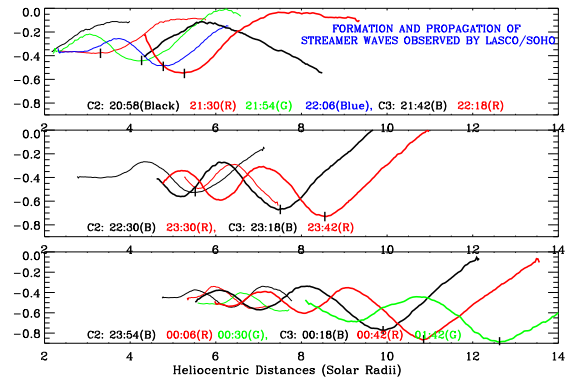 0.0
FORMATION AND PROPAGATION OF
-0.2
STREAMER WAVES OBSERVED BY LASCO/SOHO
-0.4
-0.6
-0.8
C2: 20:58(Black) 21:30(R) 21:54(G) 22:06(Blue), C3: 21:42(B) 22:18(R)
2 4 6 8 10 12 14
0.0
-0.2
-0.4
-0.6
-0.8
C2: 22:30(B) 23:30(R), C3: 23:18(B) 23:42(R)
2 4 6 8 10 12 14
0.0
-0.2
-0.4
-0.6
-0.8
C2: 23:54(B) 00:06(R) 00:30(G), C3: 00:18(B) 00:42(R) 01:42(G)
2 4 6 8 10 12 14
Heliocentric Distances (Solar Radii)